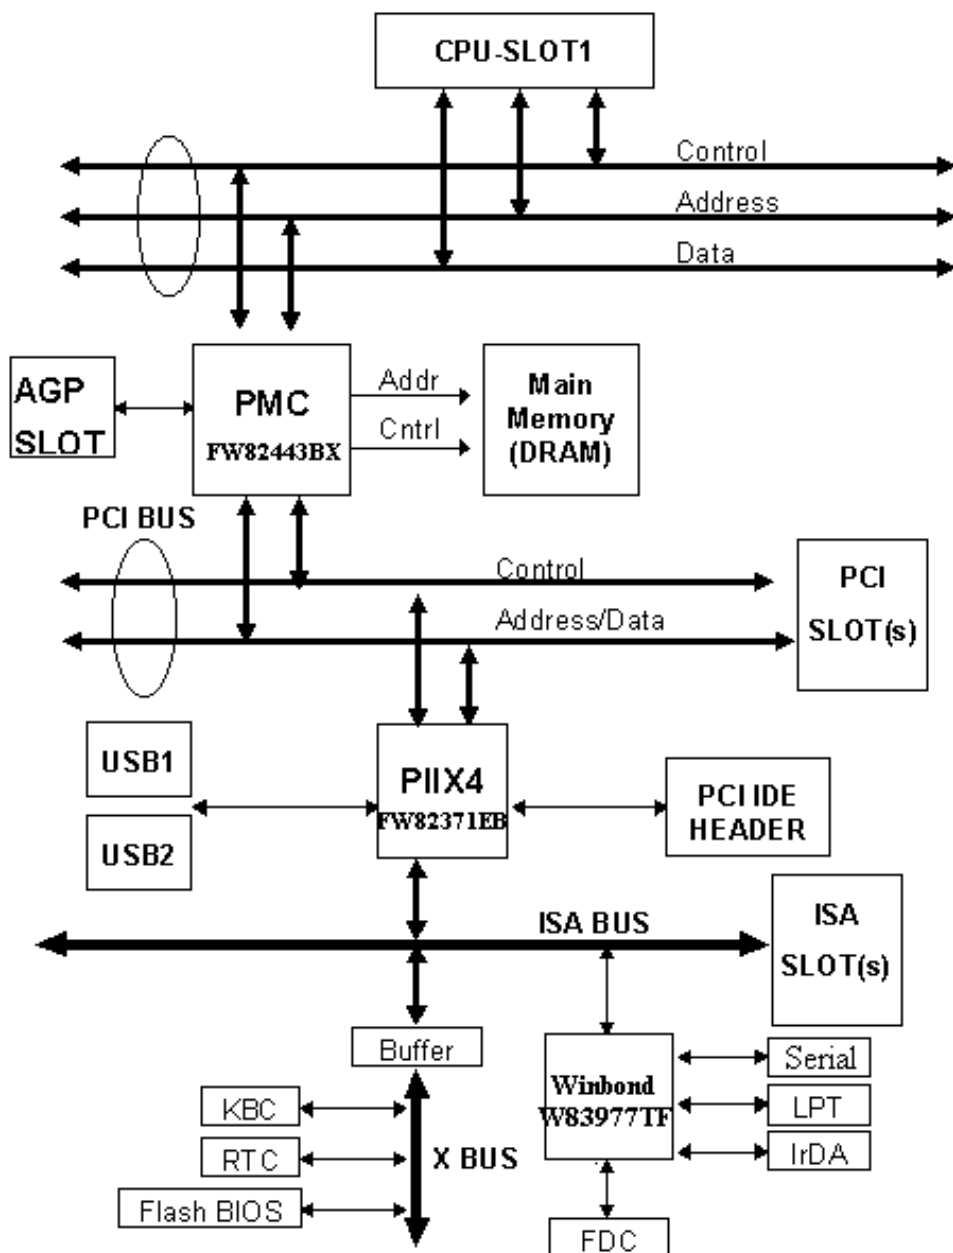 CPU-SLOT1
Control
Address
Data
AGP
SLOT
PMC
FW82443BX
Addr
Cntrl
Main
Memory
(DRAM)
PCI BUS
Control
Address/Data
PCI
SLOT(s)
USB1
USB2
PIIX4
FW82371EB
PCI IDE
HEADER
ISA BUS
ISA
SLOT(s)
Buffer
Winbond
W83977TF
Serial
LPT
IrDA
KBC
RTC
Flash BIOS
X BUS
FDC